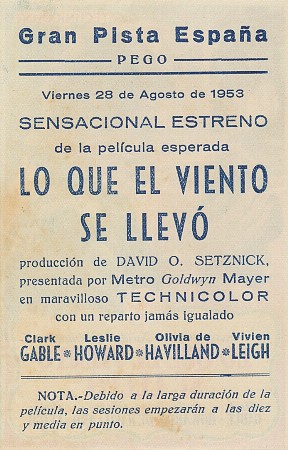 Gran Pista España
PEGO
Viernes 28 de Agosto de 1953
SENSACIONAL ESTRENO
de la película esperada
LO QUE EL VIENTO
SE LLEVÓ
producción de DAVID O. SETZNICK,
presentada por Metro Goldwyn Mayer
en maravilloso TECHNICOLOR
con un reparto jamás igualado
Clark Leslie Olivia de Vivien
GABLE * HOWARD * HAVILLAND * LEIGH
NOTA.-Debido a la larga duración de la
película, las sesiones empezarán a las diez
y media en punto.